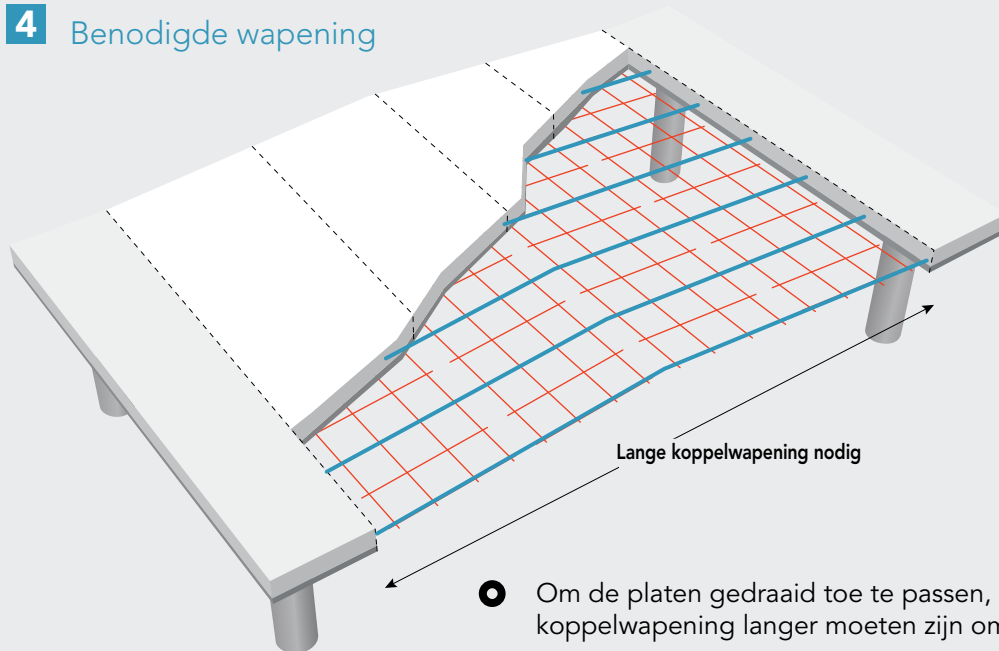 4 Benodigde wapening
Lange koppelwapening nodig
Om de platen gedraaid toe te passen,
koppelwapening langer moeten zijn om